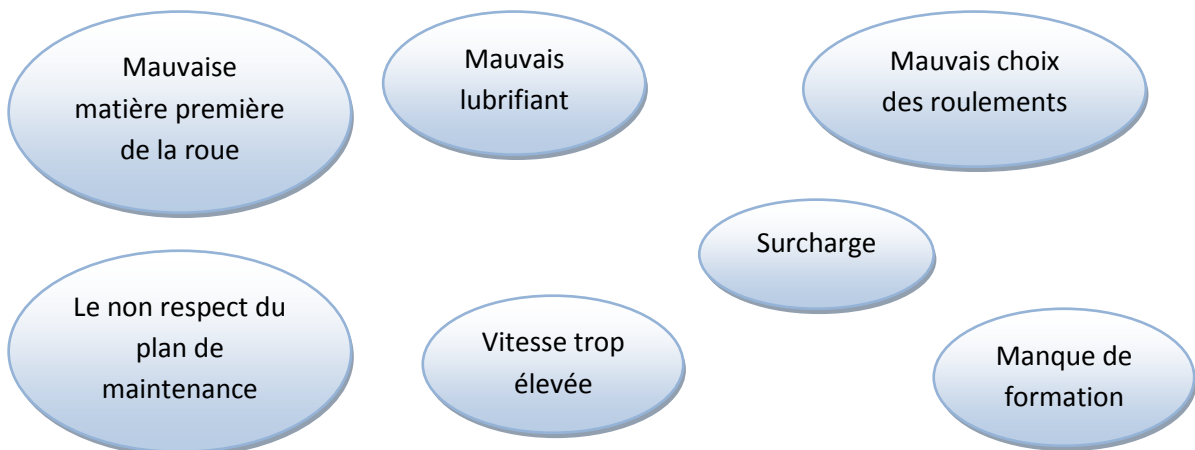 Mauvaise
matière première
de la roue
Mauvais
lubrifiant
Mauvais choix
des roulements
Surcharge
Le non respect du
plan de
maintenance
Vitesse trop
élevée
Manque de
formation